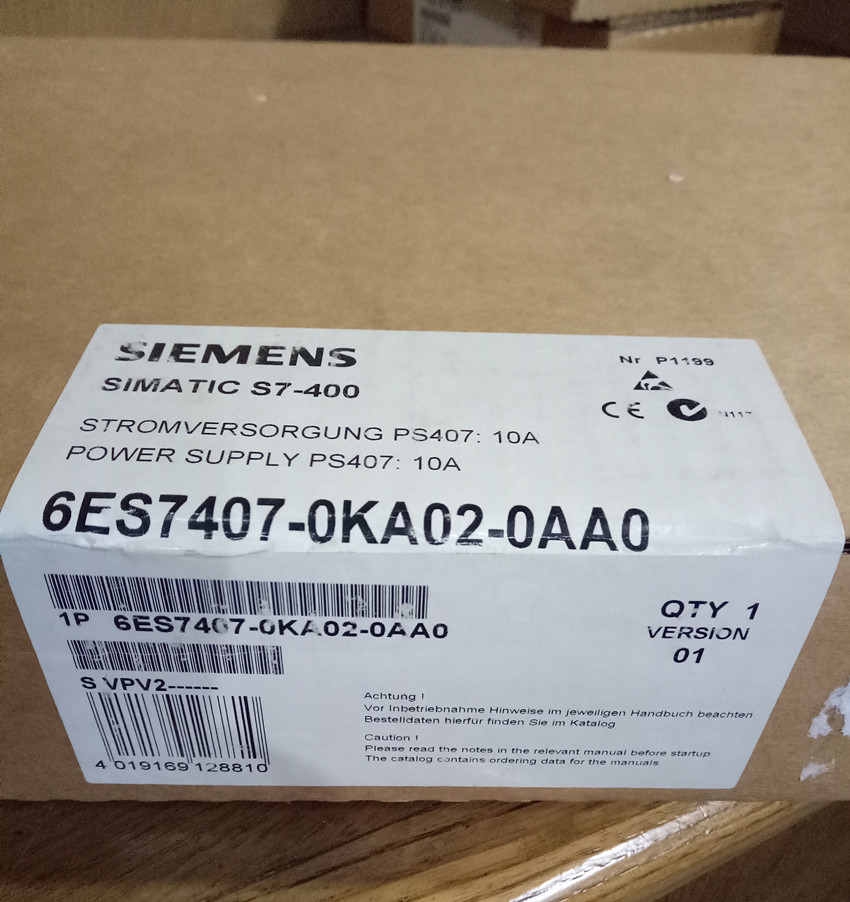 SIEMENS
SIMATIC S7-400
STROMVERSORGUNG PS407: 10A
POWER SUPPLY PS407: 10A
Nr P1199
CE
N117
6ES7407-0KA02-0AA0
1P 6ES7407-0KA02-0AA0
QTY 1
VERSION
01
S VPV2------
4 019169 128810
Achtung !
Vor Inbetriebnahme Hinweise im jeweiligen Handbuch beachten
Bestelldaten hierfür finden Sie im Katalog
Caution !
Please read the notes in the relevant manual before startup.
The catalog contains ordering data for the manuals